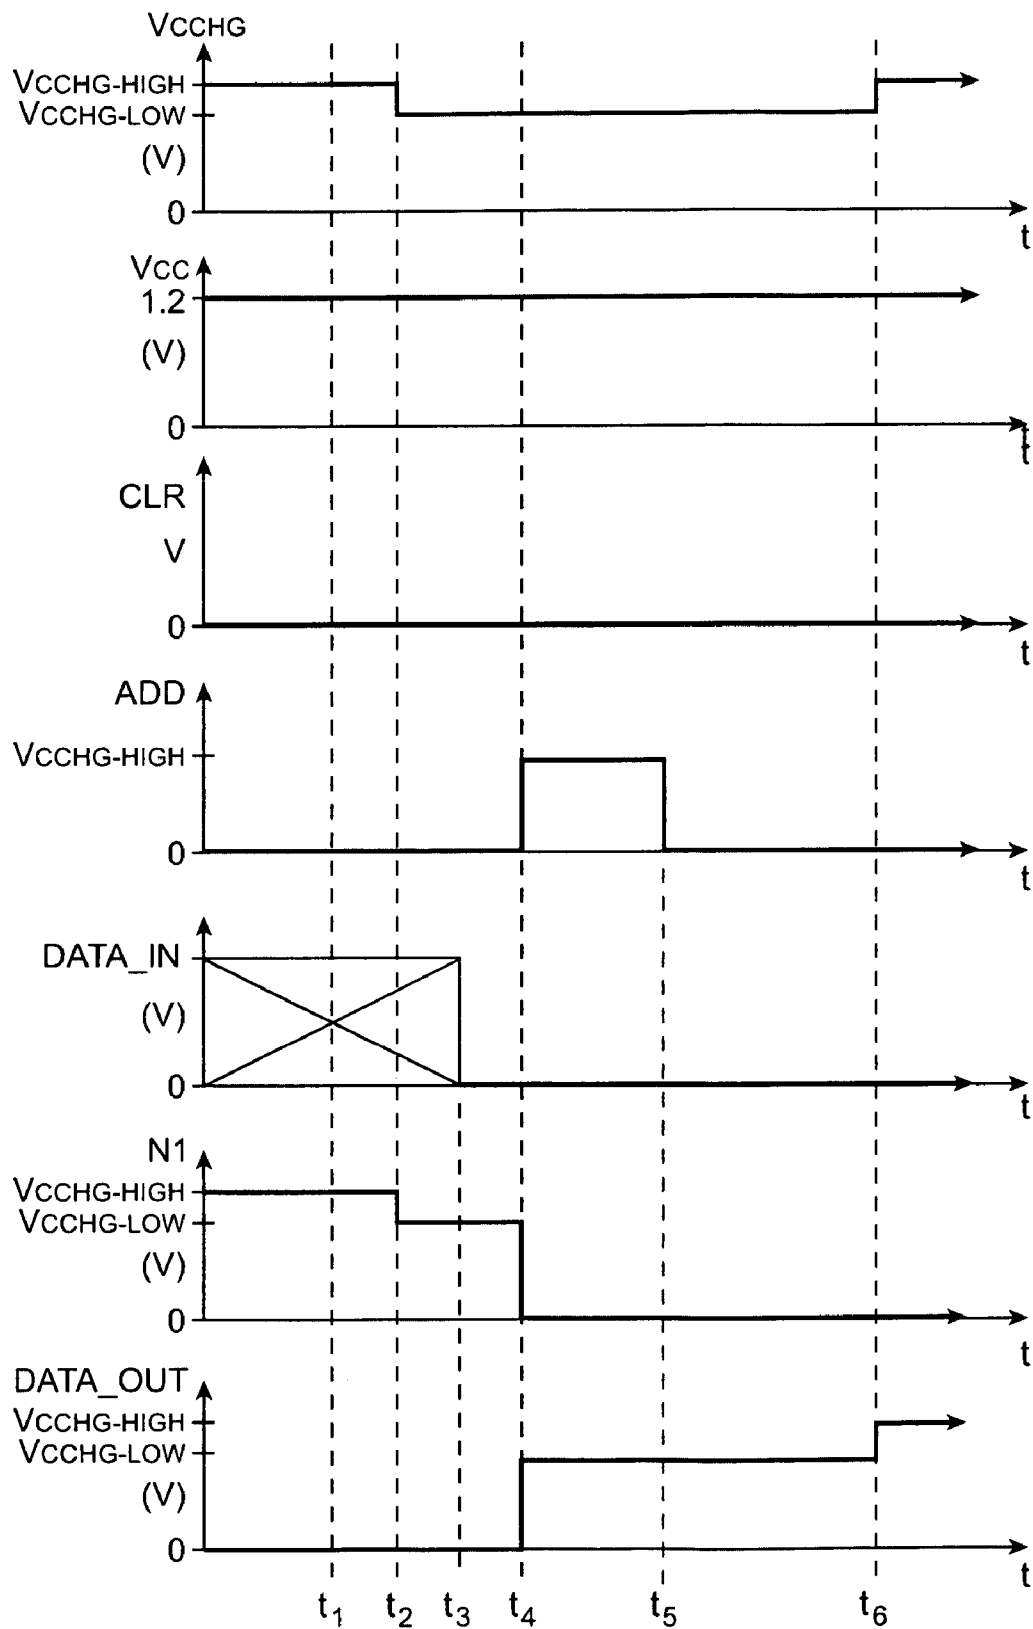 VCCHG
VCCHG-HIGH
VCCHG-LOW
(V)
0
t
VCC
1.2
(V)
0
t
CLR
V
0
t
ADD
VCCHG-HIGH
0
t
DATA_IN
(V)
0
t
N1
VCCHG-HIGH
VCCHG-LOW
(V)
0
t
DATA_OUT
VCCHG-HIGH
VCCHG-LOW
(V)
0
t
t1 t2 t3 t4 t5 t6